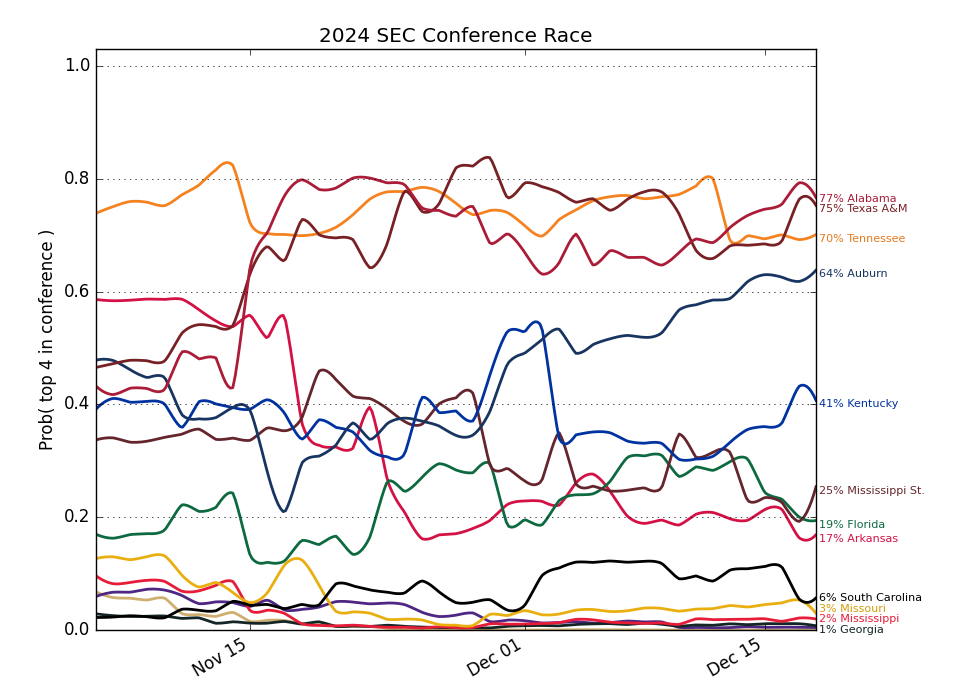 2024 SEC Conference Race
Prob( top 4 in conference )
1.0
0.8
0.6
0.4
0.2
0.0
Nov 15
Dec 01
Dec 15
77% Alabama
75% Texas A&M
70% Tennessee
64% Auburn
41% Kentucky
25% Mississippi St.
19% Florida
17% Arkansas
6% South Carolina
3% Missouri
2% Mississippi
1% Georgia